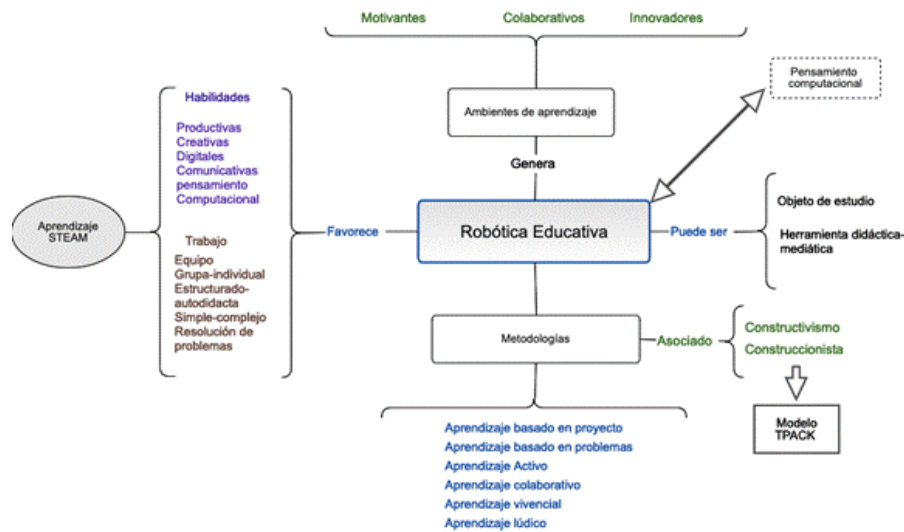 Motivantes
Colaborativos
Innovadores
Pensamiento
computacional
Ambientes de aprendizaje
Genera
Habilidades
Productivas
Creativas
Digitales
Comunicativas
pensamiento
Computacional
Aprendizaje
STEAM
Trabajo
Equipo
Grupa-individual
Estructurado-
autodidacta
Simple-complejo
Resolución de
problemas
Favorece
Robótica Educativa
Puede ser
Objeto de estudio
Herramienta didáctica-
mediática
Metodologías
Asociado
Constructivismo
Construccionista
Modelo
TPACK
Aprendizaje basado en proyecto
Aprendizaje basado en problemas
Aprendizaje Activo
Aprendizaje colaborativo
Aprendizaje vivencial
Aprendizaje lúdico